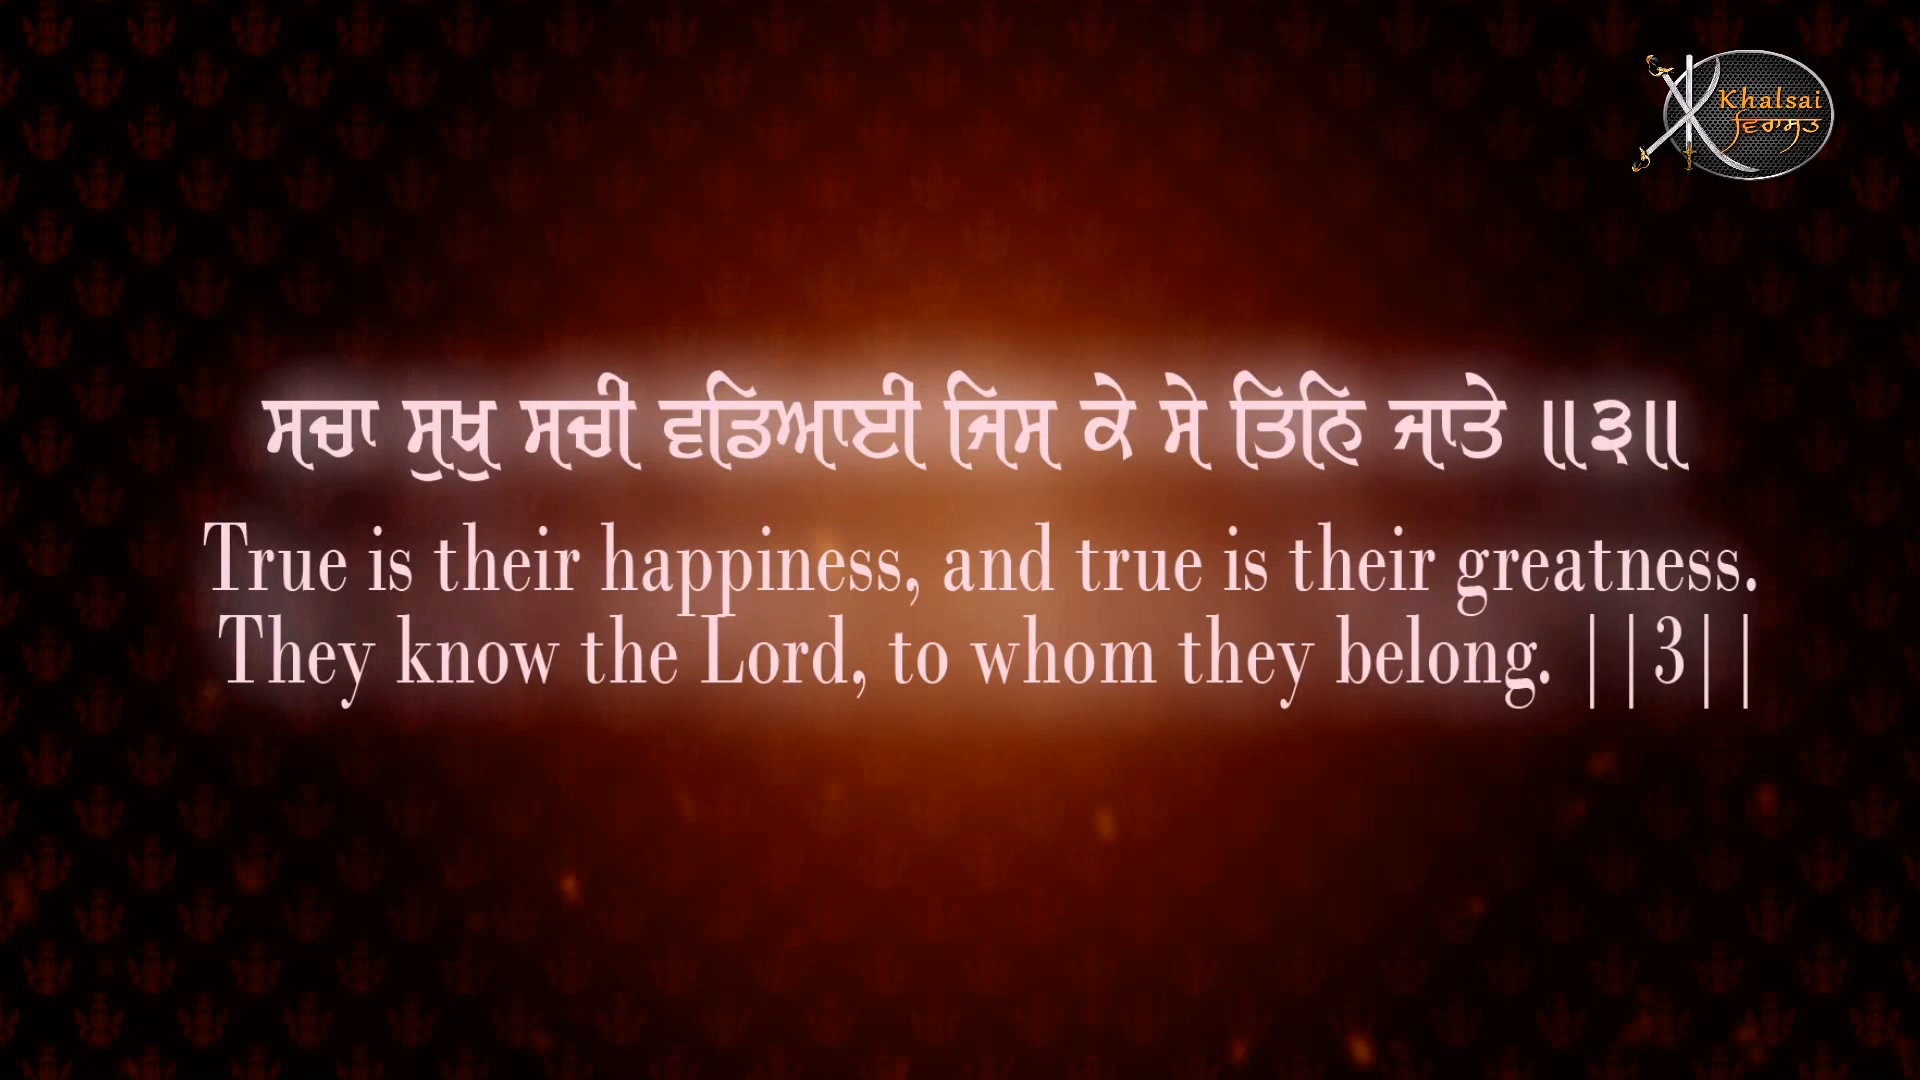 Khalsai
ਵਿਰਾਸਤ
ਸਚਾ ਸੁਖੁ ਸਚੀ ਵਡਿਆਈ ਜਿਸ ਕੇ ਸੇ ਤਿਨਿ ਜਾਤੇ ॥੩॥
True is their happiness, and true is their greatness.
They know the Lord, to whom they belong. ||3||